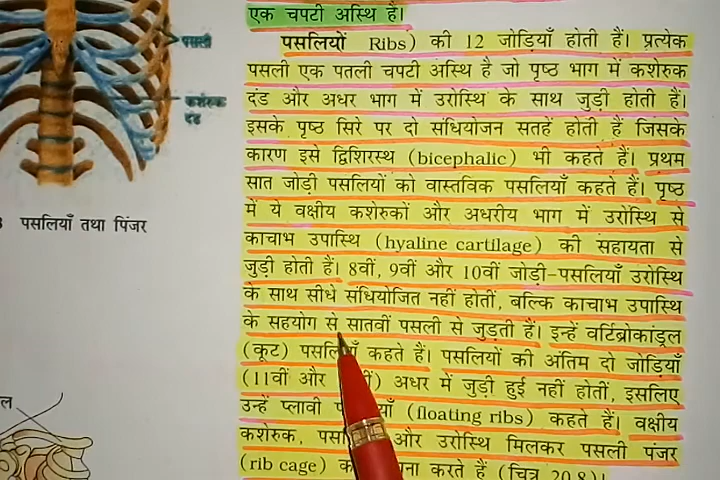 एक चपटी अस्थि है।
पसलियों Ribs) की 12 जोड़ियाँ होती हैं। प्रत्येक
पसली एक पतली चपटी अस्थि है जो पृष्ठ भाग में कशेरुक
दंड और अधर भाग में उरोस्थि के साथ जुड़ी होती हैं।
इसके पृष्ठ सिरे पर दो संधियोजन सतहें होती हैं जिसके
कारण इसे द्विशिरस्थ (bicephalic) भी कहते हैं। प्रथम
सात जोड़ी पसलियों को वास्तविक पसलियाँ कहते हैं। पृष्ठ
में ये वक्षीय कशेरुकों और अधरीय भाग में उरोस्थि से
काचाभ उपास्थि (hyaline cartilage) की सहायता से
जुड़ी होती हैं। 8वीं, 9वीं और 10वीं जोड़ी-पसलियाँ उरोस्थि
के साथ सीधे संधियोजित नहीं होतीं, बल्कि काचाभ उपास्थि
के सहयोग से सातवीं पसली से जुड़ती हैं। इन्हें वर्टिब्रोकांड्रल
(कूट) पसलियाँ कहते हैं। पसलियों की अंतिम दो जोड़ियाँ
(11वीं और अधर में जुड़ी हुई नहीं होतीं, इसलिए
उन्हें प्लावी (floating ribs) कहते हैं। वक्षीय
कशेरुक, और उरोस्थि मिलकर पसली पंजर
(rib cage) करते हैं (चित्र 20.8)।
पसली
कशेरुक
दंड
पसलियाँ तथा पिंजर